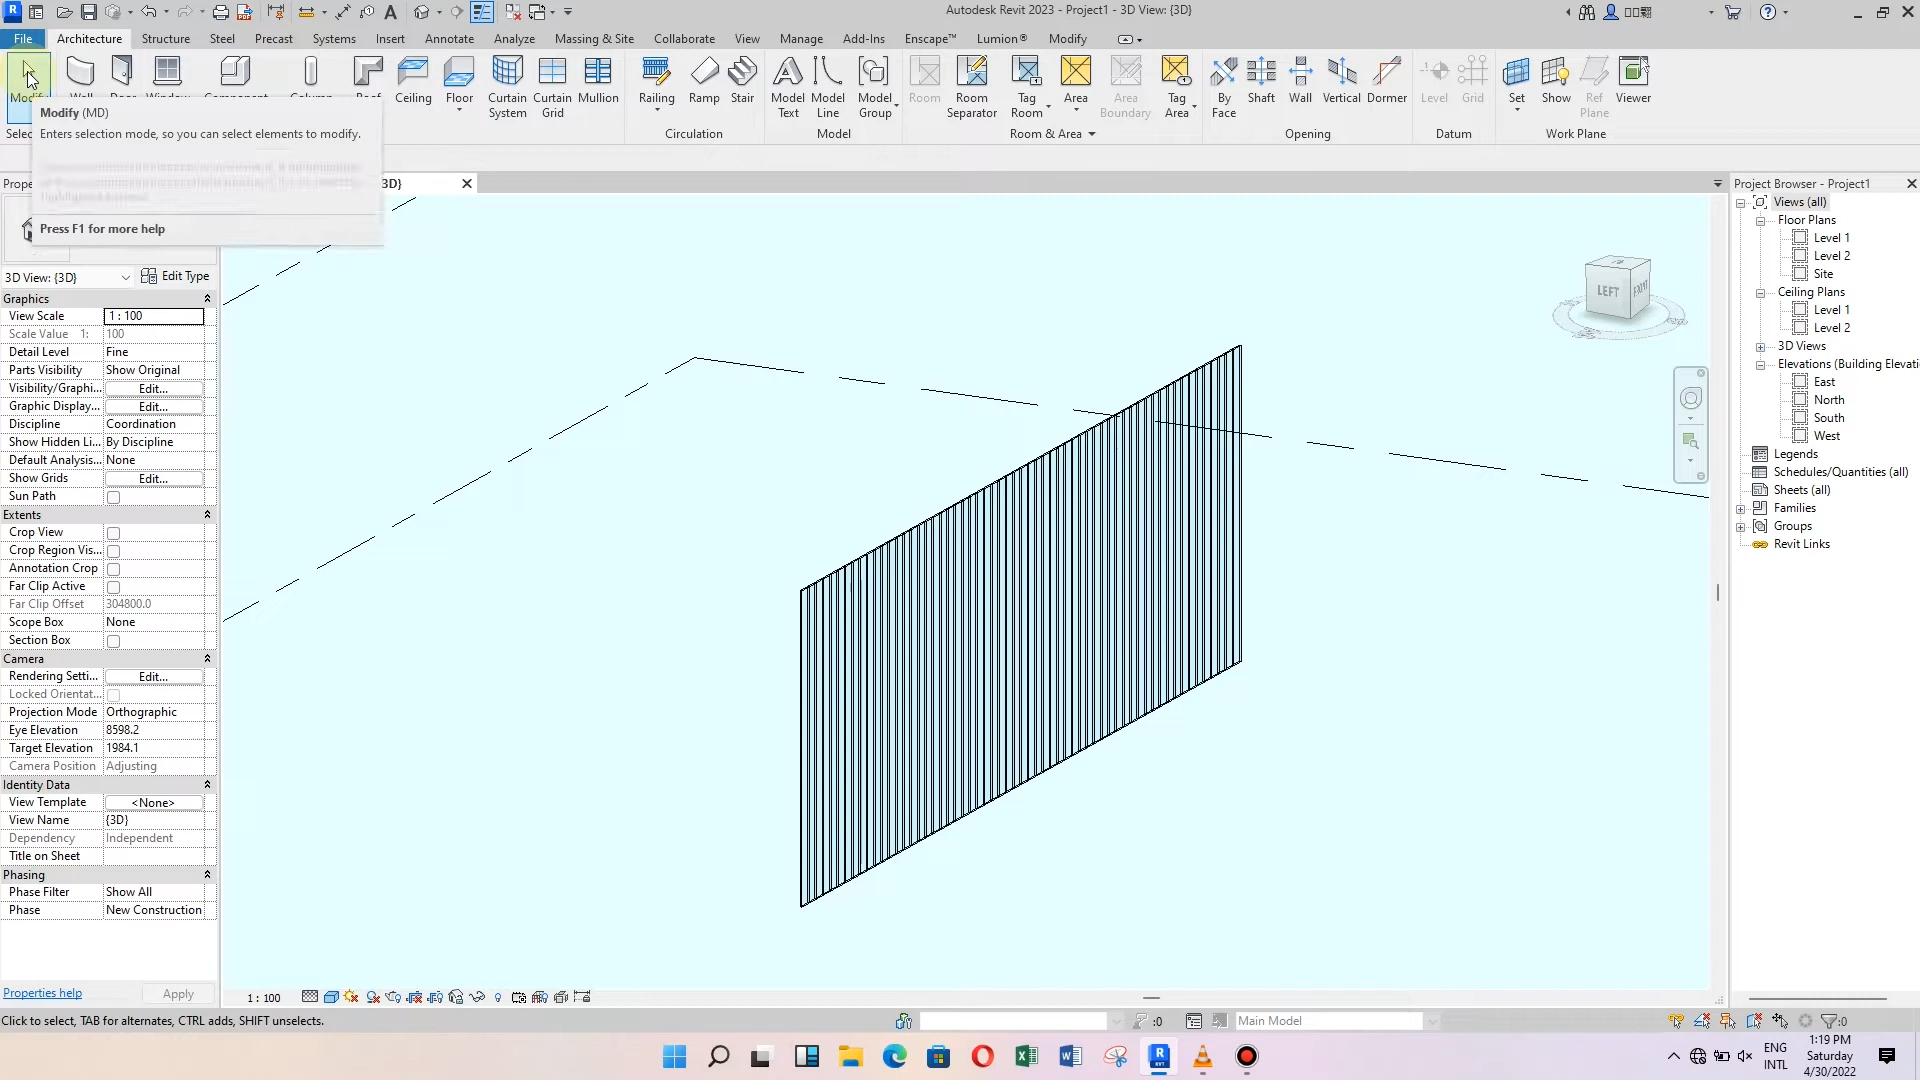 Autodesk Revit 2023 - Project1 - 3D View: {3D}
File Architecture Structure Steel Precast Systems Insert Annotate Analyze Massing & Site Collaborate View Manage Add-Ins Enscape™ Lumion® Modify
Modify
Ceiling Floor Curtain System Curtain Grid Mullion Railing Ramp Stair Model Text Model Line Model Group Room Room Separator Tag Room Area Area Boundary Tag Area By Face Shaft Wall Vertical Dormer Level Grid Set Show Ref Plane Viewer
Circulation Model Room & Area Opening Datum Work Plane
Modify (MD)
Enters selection mode, so you can select elements to modify.
Press F1 for more help
3D)
Project Browser - Project1
Views (all)
Floor Plans
Level 1
Level 2
Site
Ceiling Plans
Level 1
Level 2
3D Views
Elevations (Building Elevati
East
North
South
West
Legends
Schedules/Quantities (all)
Sheets (all)
Families
Groups
Revit Links
LEFT FRONT
3D View: {3D} Edit Type
Graphics
View Scale 1 : 100
Scale Value 1: 100
Detail Level Fine
Parts Visibility Show Original
Visibility/Graphi... Edit...
Graphic Display... Edit...
Discipline Coordination
Show Hidden Li... By Discipline
Default Analysis... None
Show Grids Edit...
Sun Path
Extents
Crop View
Crop Region Vis...
Annotation Crop
Far Clip Active
Far Clip Offset 304800.0
Scope Box None
Section Box
Camera
Rendering Setti... Edit...
Locked Orientat...
Projection Mode Orthographic
Eye Elevation 8598.2
Target Elevation 1984.1
Camera Position Adjusting
Identity Data
View Template <None>
View Name {3D}
Dependency Independent
Title on Sheet
Phasing
Phase Filter Show All
Phase New Construction
Properties help Apply
1 : 100
Click to select, TAB for alternates, CTRL adds, SHIFT unselects.
:0 Main Model :0
ENG
INTL
1:19 PM
Saturday
4/30/2022